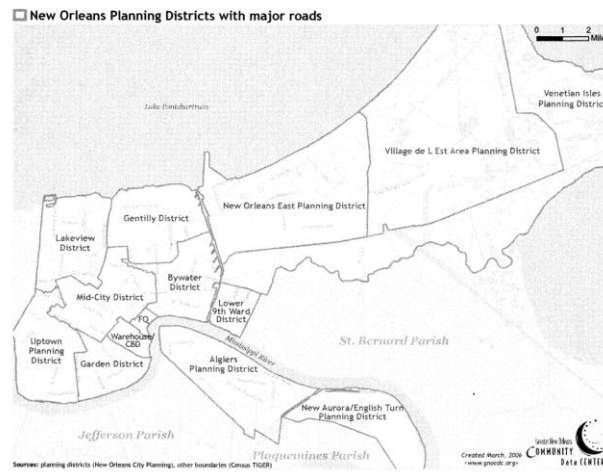 New Orleans Planning Districts with major roads
0 1 2
Mile
Lake Pontchartrain
Venetian Isles
Planning District
Village de L Est Area Planning District
New Orleans East Planning District
Gentilly District
Lakeview
District
Bywater
District
Mid-City District
Lower
9th Ward
District
FQ
Warehouse/
CBD
Uptown
Planning
District
Garden District
Mississippi River
St. Bernard Parish
Algiers
Planning District
New Aurora/English Turn
Planning District
Jefferson Parish
Plaquemines Parish
Created March, 2006
<www.gnocdc.org>
Greater New Orleans
COMMUNITY
Data CENTER
Sources: planning districts (New Orleans City Planning), other boundaries (Census TIGER)